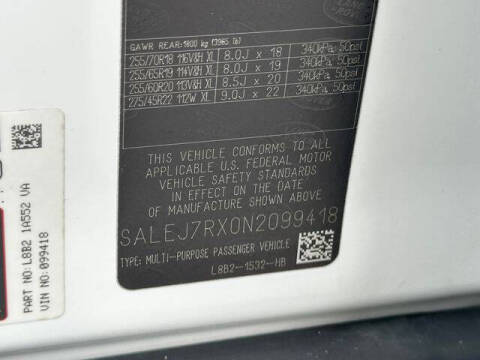 GAWR REAR: 1800 kg (3965 lb)
255/70R18 116V&H XL 8.0J x 18 340kPa, 50psi
255/65R19 114V&H XL 8.0J x 19 340kPa, 50psi
255/60R20 113V&H XL 8.5J x 20 340kPa, 50psi
275/45R22 112W XL 9.0J x 22 340kPa, 50psi
THIS VEHICLE CONFORMS TO ALL
APPLICABLE U.S. FEDERAL MOTOR
VEHICLE SAFETY STANDARDS
IN EFFECT ON THE DATE OF
MANUFACTURE SHOWN ABOVE.
SALEJ7RX0N2099418
TYPE: MULTI-PURPOSE PASSENGER VEHICLE
L8B2-1532-HB
PART NO: L8B2 1A552 VA
VIN NO: 099418